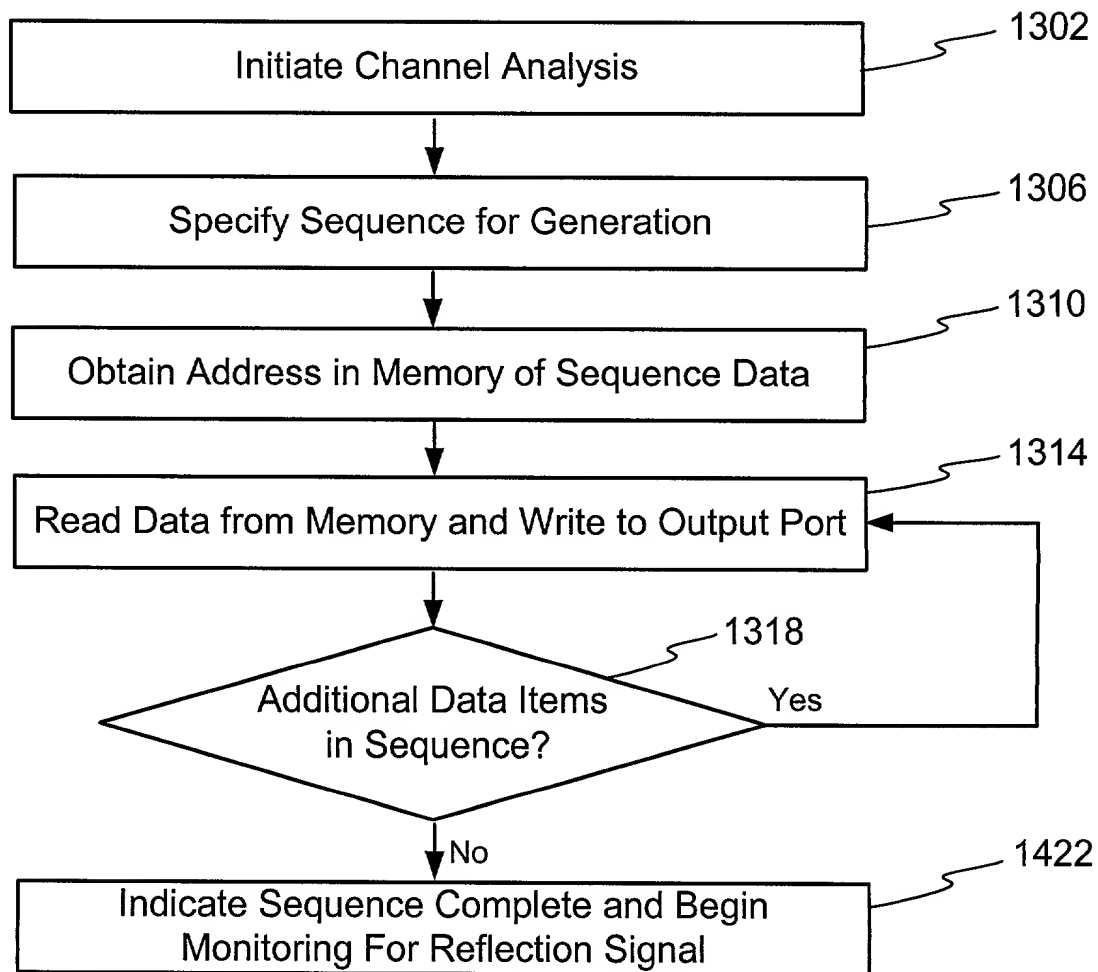 1302
Initiate Channel Analysis
1306
Specify Sequence for Generation
1310
Obtain Address in Memory of Sequence Data
1314
Read Data from Memory and Write to Output Port
1318
Additional Data Items
in Sequence?
Yes
No
1422
Indicate Sequence Complete and Begin
Monitoring For Reflection Signal